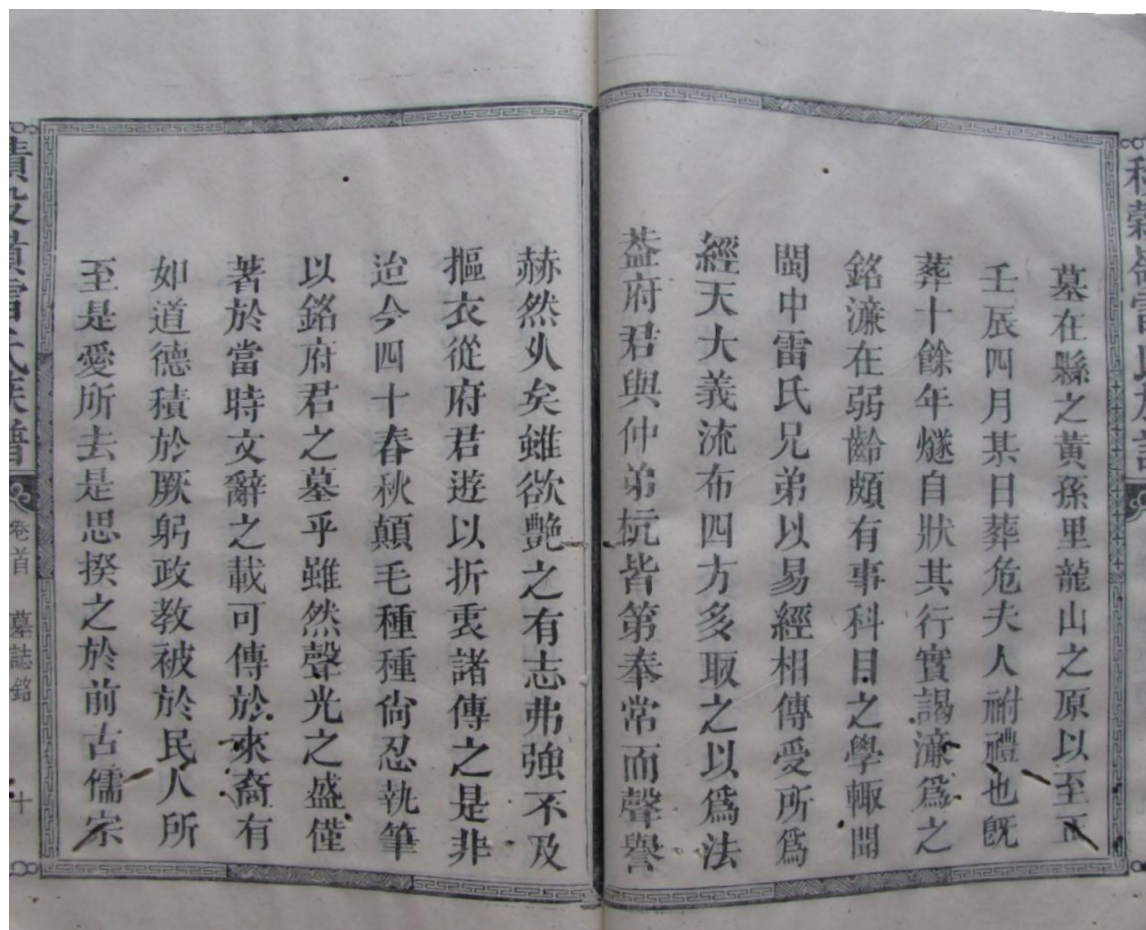 墓在縣之黃孫里龍山之原以至正
壬辰四月某日葬危夫人祔禮也旣
葬十餘年燧自狀其行實謁濂爲之
銘濂在弱齡頗有事科目之學輙聞
閩中雷氏兄弟以易經相傳受所爲
經天大義流布四方多取之以爲法
葢府君與仲弟杬皆第奉常而聲譽
赫然乆矣雖欲艷之有志弗強不及
摳衣從府君遊以折衷諸傳之是非
迨今四十春秋顛毛種種尙忍執筆
以銘府君之墓乎雖然聲光之盛僅
著於當時文辭之載可傳於來裔有
如道德積於厥躬政教被於民人所
至是愛所去是思揆之於前古儒宗
卷首 墓誌銘
十